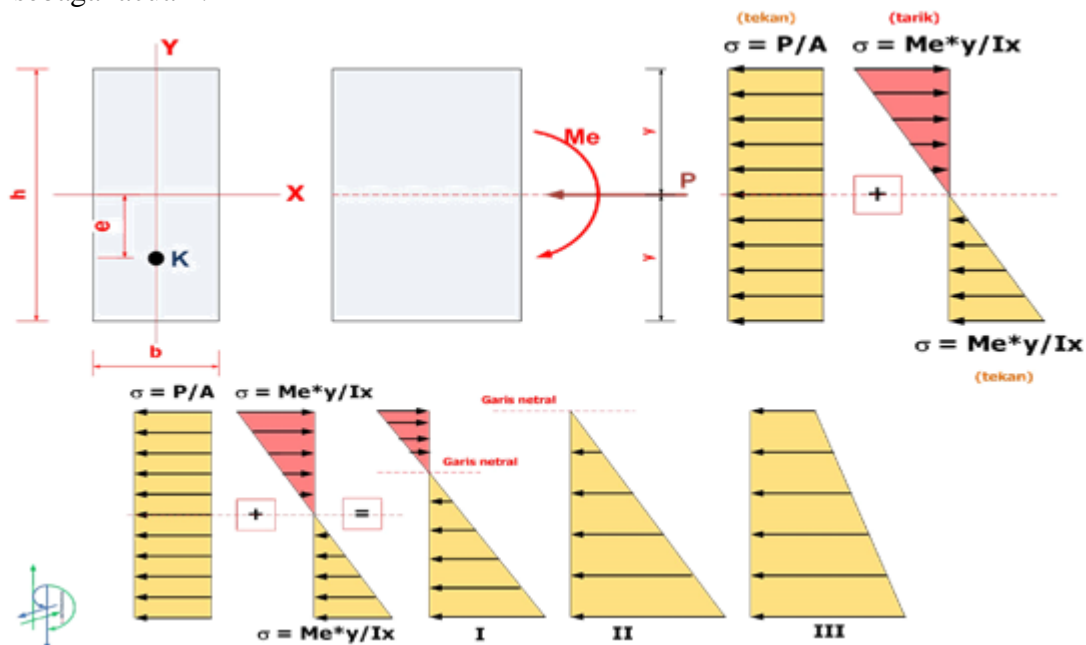 (tekan)
σ = P/A
(tarik)
σ = Me*y/Ix
Y
h
X
e
K
b
Me
P
y
y
+
σ = Me*y/Ix
(tekan)
σ = P/A
σ = Me*y/Ix
+
=
σ = Me*y/Ix
Garis netral
I
Garis netral
II
III